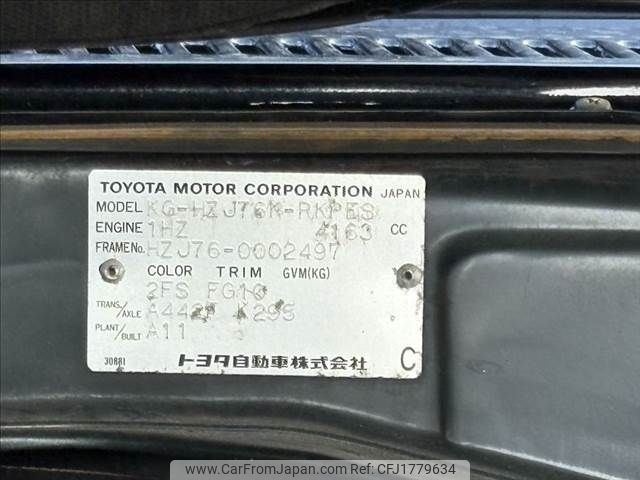 TOYOTA MOTOR CORPORATION JAPAN
MODEL KG-HZJ76K-RKPES
ENGINE 1HZ 4163 CC
FRAME No. HZJ76-0002497
COLOR TRIM GVM(KG)
2FS FG10
TRANS./AXLE A442F K295
PLANT/BUILT A11
30881 トヨタ自動車株式会社 C
www.CarFromJapan.com | Ref: CFJ1779634